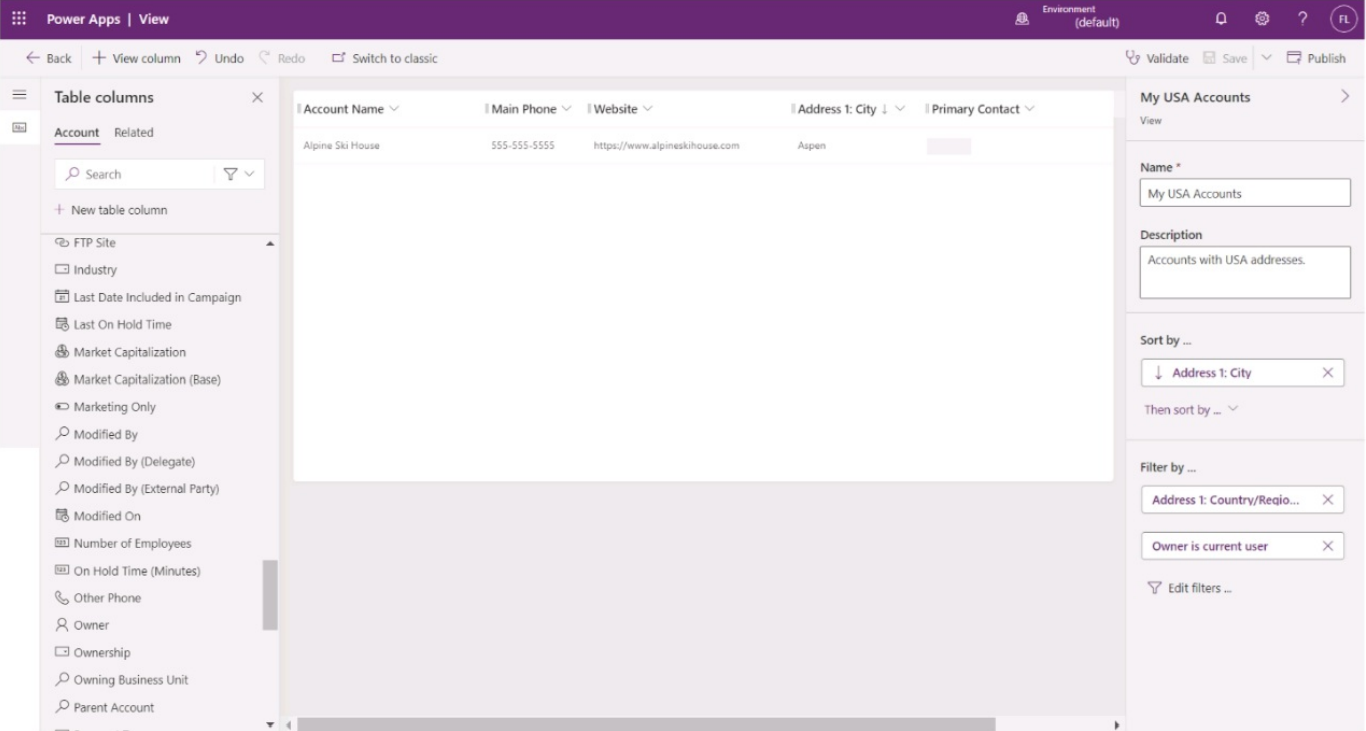 Power Apps | View
Environment
(default)
FL
Back
View column
Undo
Redo
Switch to classic
Validate
Save
Publish
Table columns
Account
Related
Search
New table column
FTP Site
Industry
Last Date Included in Campaign
Last On Hold Time
Market Capitalization
Market Capitalization (Base)
Marketing Only
Modified By
Modified By (Delegate)
Modified By (External Party)
Modified On
Number of Employees
On Hold Time (Minutes)
Other Phone
Owner
Ownership
Owning Business Unit
Parent Account
Account Name
Main Phone
Website
Address 1: City
Primary Contact
Alpine Ski House
555-555-5555
https://www.alpineskihouse.com
Aspen
My USA Accounts
View
Name *
My USA Accounts
Description
Accounts with USA addresses.
Sort by ...
Address 1: City
Then sort by ...
Filter by ...
Address 1: Country/Regio...
Owner is current user
Edit filters ...